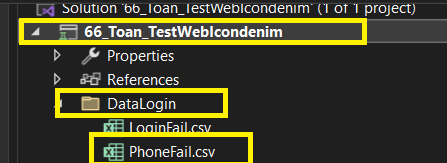 Solution '66_Toan_TestWebIcondenim' (1 of 1 project)
66_Toan_TestWebIcondenim
Properties
References
DataLogin
LoginFail.csv
PhoneFail.csv